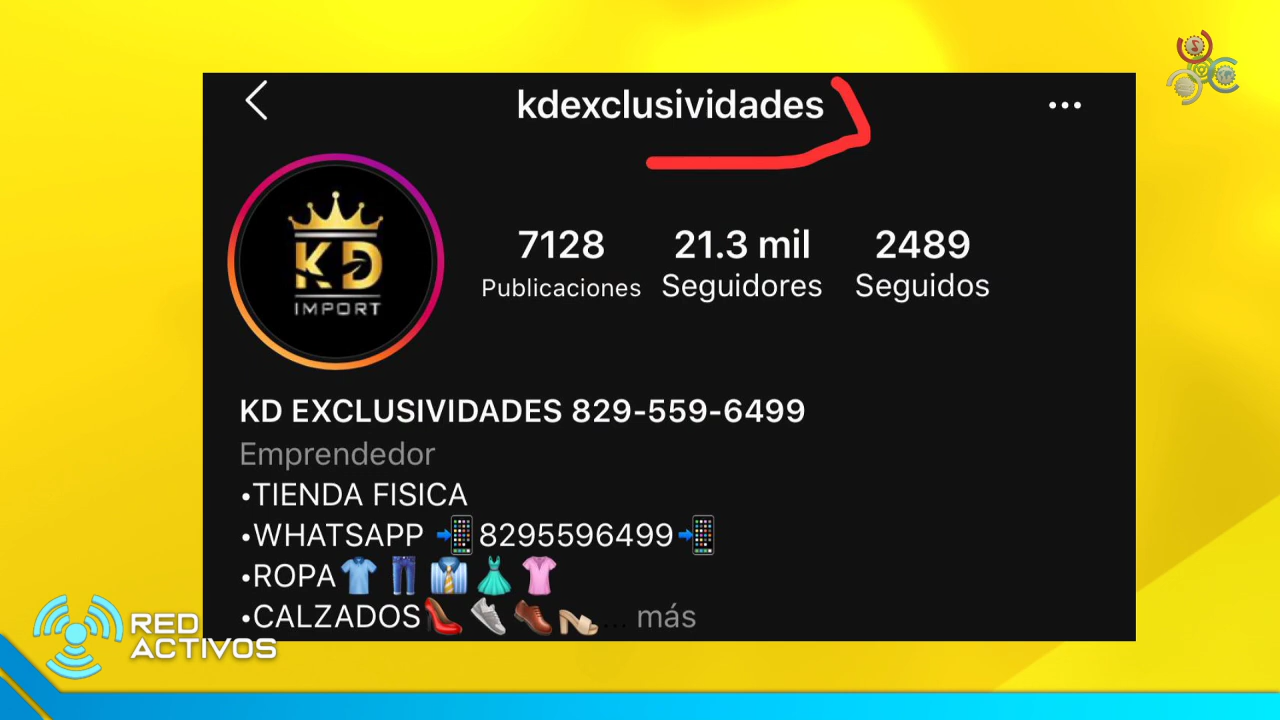 kdexclusividades
KD
IMPORT
7128
Publicaciones
21.3 mil
Seguidores
2489
Seguidos
KD EXCLUSIVIDADES 829-559-6499
Emprendedor
•TIENDA FISICA
•WHATSAPP 📲8295596499📲
•ROPA👕👖👔👗👚
•CALZADOS👠👟👞👡... más
RED
ACTIVOS